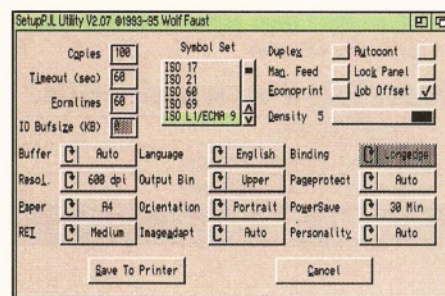 SetupPJL Utility V2.07 ©1993-95 Wolf Faust
Copies 100
Timeout (sec) 60
Formlines 60
IO Bufsize (KB) 0
Symbol Set
ISO 17
ISO 21
ISO 60
ISO 69
ISO L1/ECMA 9
Duplex Autocont
Man. Feed Lock Panel
Econoprint Job Offset
Density 5
Buffer Auto Language English Binding Longedge
Resol. 600 dpi Output Bin Upper Pageprotect Auto
Paper A4 Orientation Portrait PowerSave 30 Min
RET Medium Imageadapt Auto Personality Auto
Save To Printer Cancel